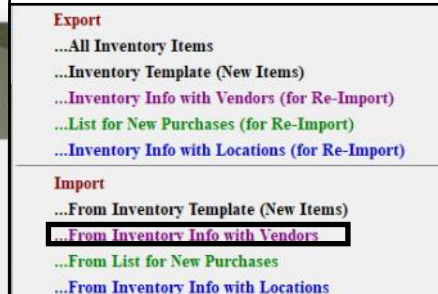 Export
...All Inventory Items
...Inventory Template (New Items)
...Inventory Info with Vendors (for Re-Import)
...List for New Purchases (for Re-Import)
...Inventory Info with Locations (for Re-Import)
Import
...From Inventory Template (New Items)
...From Inventory Info with Vendors
...From List for New Purchases
...From Inventory Info with Locations